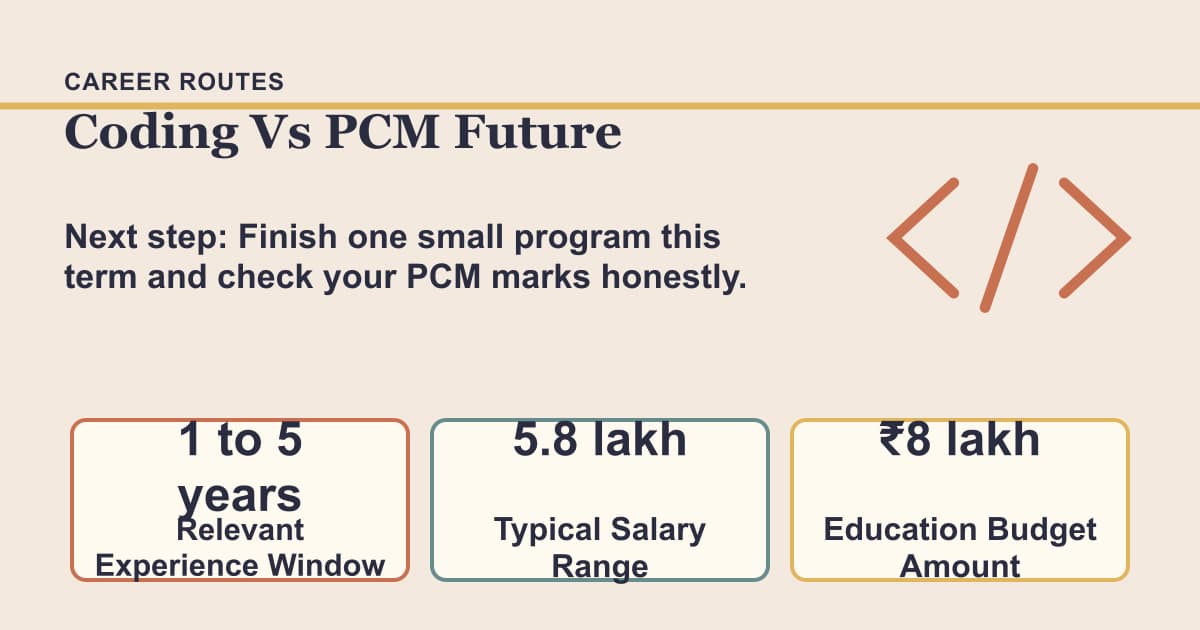 CAREER ROUTES
Coding Vs PCM Future
Next step: Finish one small program this
term and check your PCM marks honestly.
</>
1 to 5
years
Relevant
Experience Window
5.8 lakh
Typical Salary
Range
₹8 lakh
Education Budget
Amount